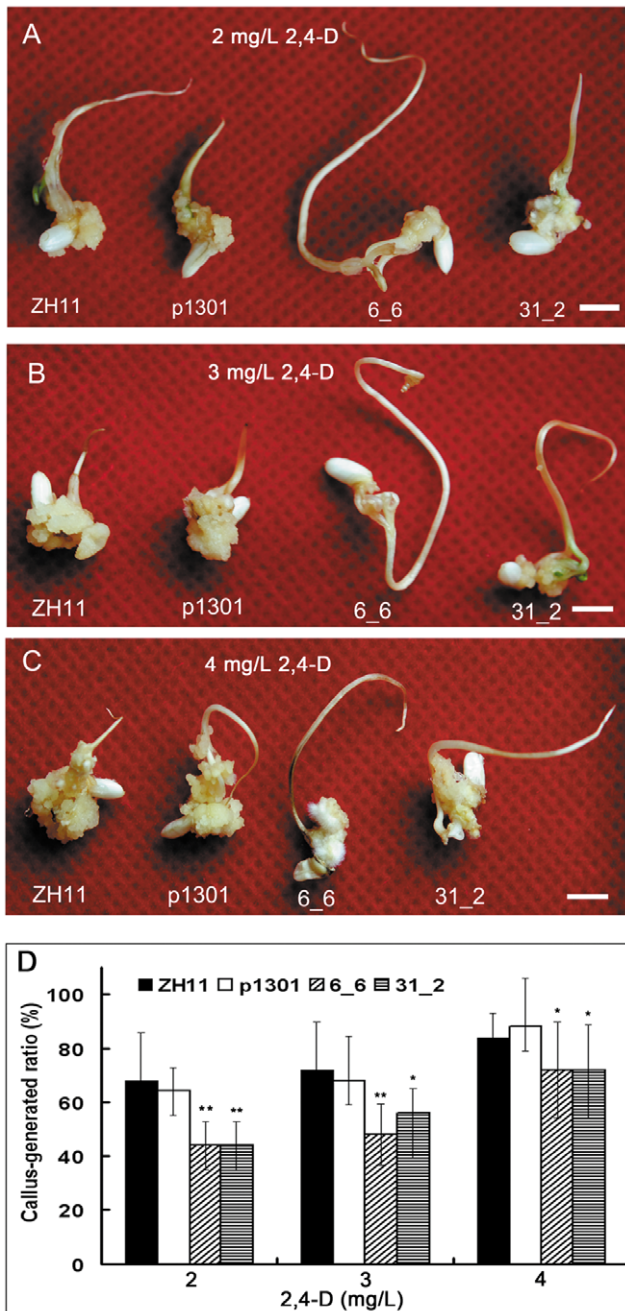 A
2 mg/L 2,4-D
ZH11 p1301 6_6 31_2
B
3 mg/L 2,4-D
ZH11 p1301 6_6 31_2
C
4 mg/L 2,4-D
ZH11 p1301 6_6 31_2
D
ZH11 p1301 6_6 31_2
Callus-generated ratio (%)
100
80
60
40
20
0
** **
** *
* *
2 3 4
2,4-D (mg/L)